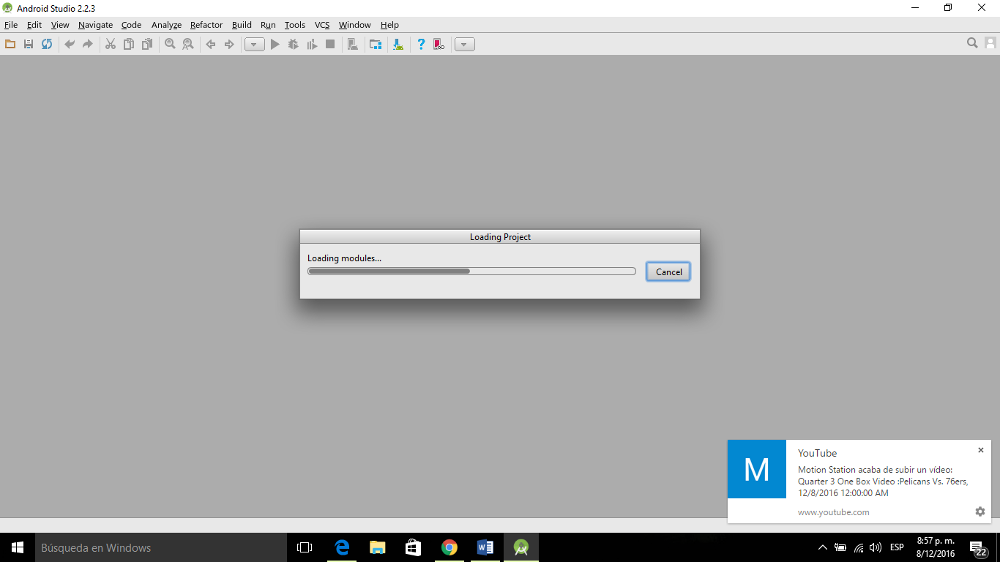 Android Studio 2.2.3
File Edit View Navigate Code Analyze Refactor Build Run Tools VCS Window Help
Loading Project
Loading modules...
Cancel
M
YouTube
Motion Station acaba de subir un vídeo:
Quarter 3 One Box Video :Pelicans Vs. 76ers,
12/8/2016 12:00:00 AM
www.youtube.com
Búsqueda en Windows
ESP
8:57 p. m.
8/12/2016
22